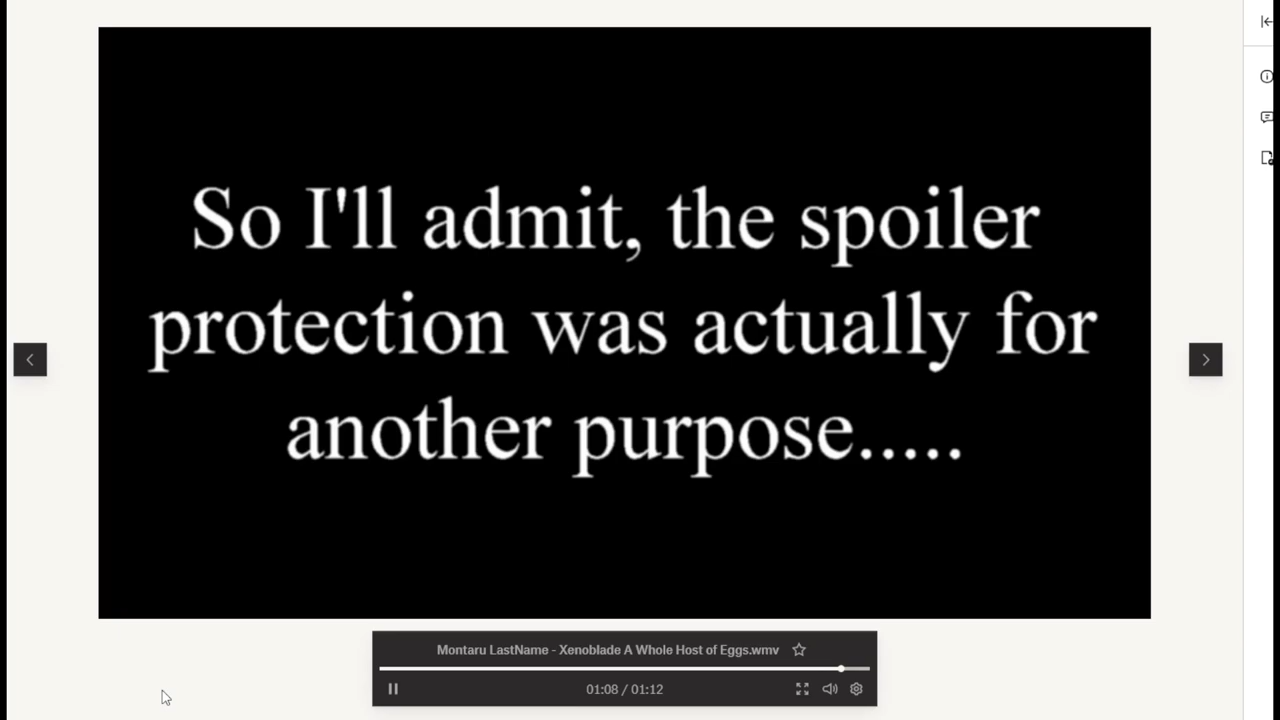 So I'll admit, the spoiler
protection was actually for
another purpose.....
Montaru LastName - Xenoblade A Whole Host of Eggs.wmv
01:08 / 01:12